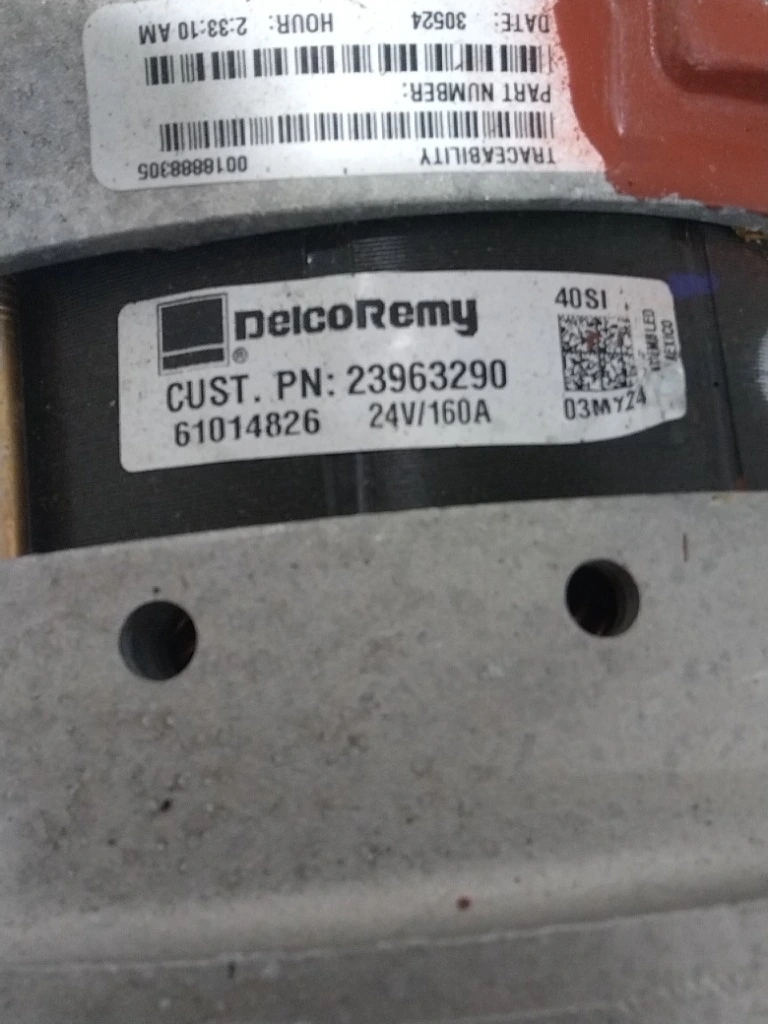 DATE: 30524 HOUR: 2:33:10 AM
PART NUMBER:
TRACEABILITY 0018888305
DelcoRemy
®
40SI
CUST. PN: 23963290
61014826 24V/160A
03MY24
MEXICO